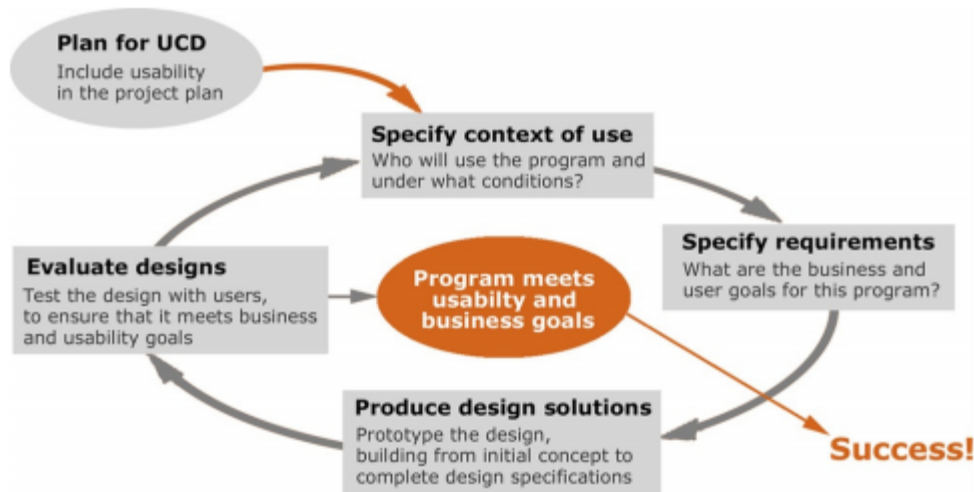 Plan for UCD
Include usability
in the project plan
Specify context of use
Who will use the program and
under what conditions?
Specify requirements
What are the business and
user goals for this program?
Produce design solutions
Prototype the design,
building from initial concept to
complete design specifications
Evaluate designs
Test the design with users,
to ensure that it meets business
and usability goals
Program meets
usabilty and
business goals
Success!